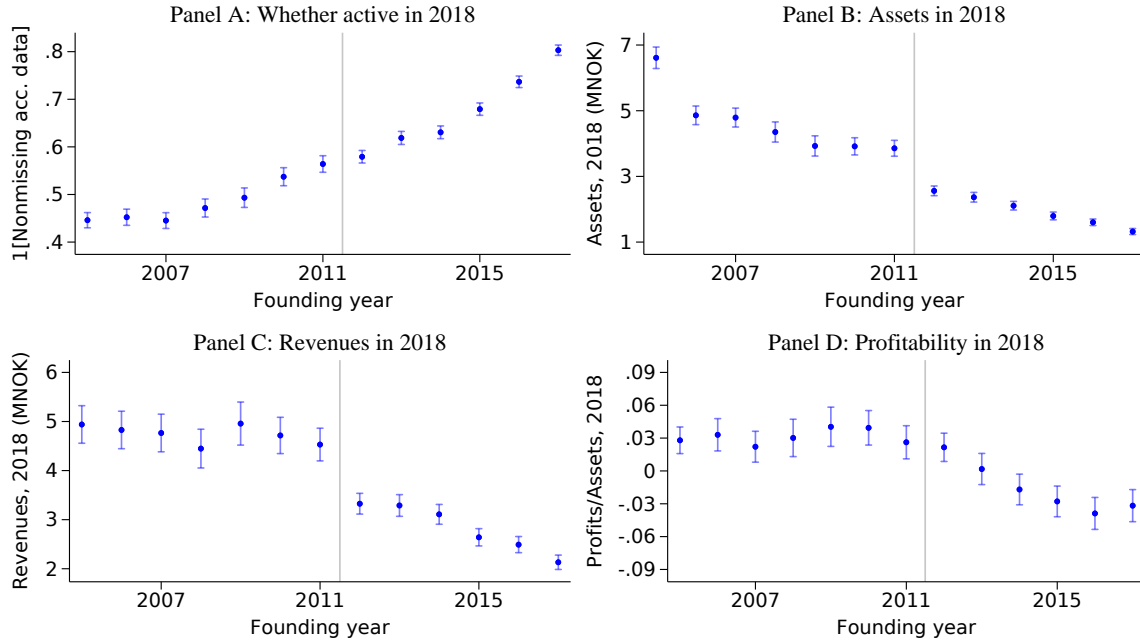 Panel A: Whether active in 2018
1[Nonmissing acc. data]
.8
.7
.6
.5
.4
2007 2011 2015
Founding year
Panel B: Assets in 2018
Assets, 2018 (MNOK)
7
5
3
1
2007 2011 2015
Founding year
Panel C: Revenues in 2018
Revenues, 2018 (MNOK)
6
5
4
3
2
2007 2011 2015
Founding year
Panel D: Profitability in 2018
Profits/Assets, 2018
.09
.06
.03
0
-.03
-.06
-.09
2007 2011 2015
Founding year